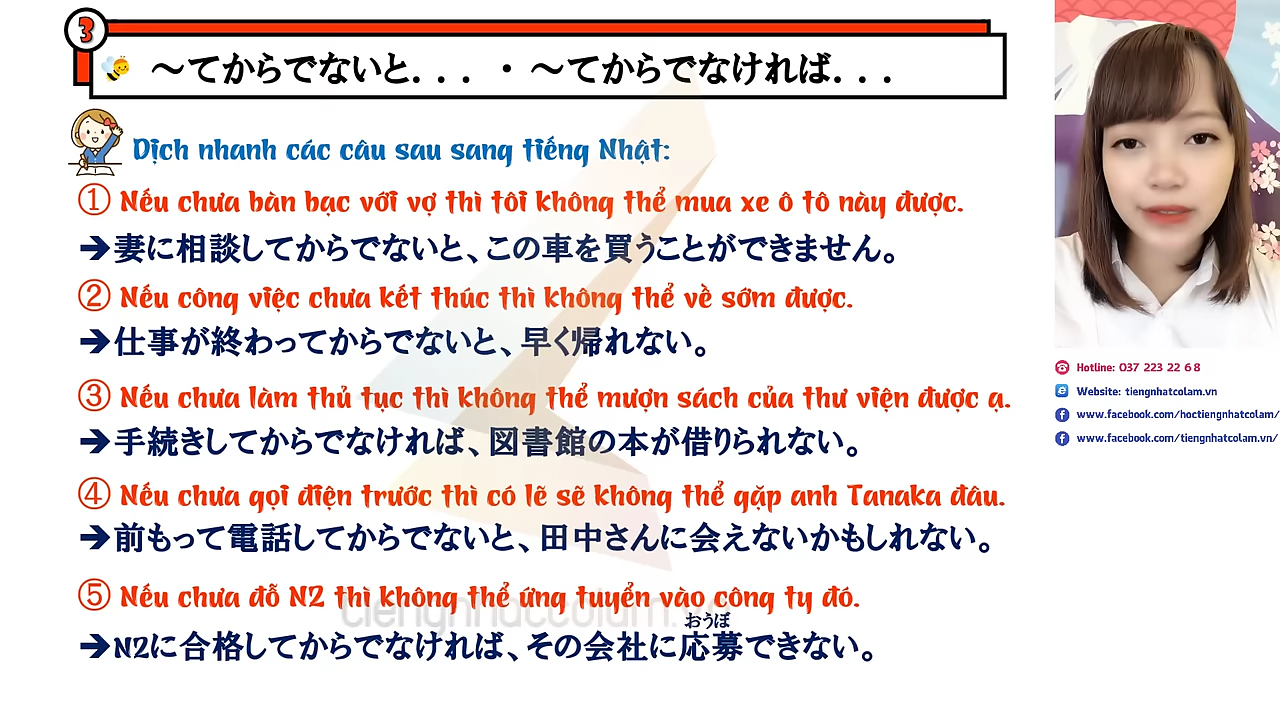 3
～てからでないと... ・ ～てからでなければ...
Dịch nhanh các câu sau sang tiếng Nhật:
① Nếu chưa bàn bạc với vợ thì tôi không thể mua xe ô tô này được.
➔妻に相談してからでないと、この車を買うことができません。
② Nếu công việc chưa kết thúc thì không thể về sớm được.
➔仕事が終わってからでないと、早く帰れない。
③ Nếu chưa làm thủ tục thì không thể mượn sách của thư viện được ạ.
➔手続きしてからでなければ、図書館の本が借りられない。
④ Nếu chưa gọi điện trước thì có lẽ sẽ không thể gặp anh Tanaka đâu.
➔前もって電話してからでないと、田中さんに会えないかもしれない。
⑤ Nếu chưa đỗ N2 thì không thể ứng tuyển vào công ty đó.
おうぼ
➔N2に合格してからでなければ、その会社に応募できない。
Hotline: 037 223 22 68
Website: tiengnhatcolam.vn
www.facebook.com/hoctiengnhatcolam/
www.facebook.com/tiengnhatcolam.vn/